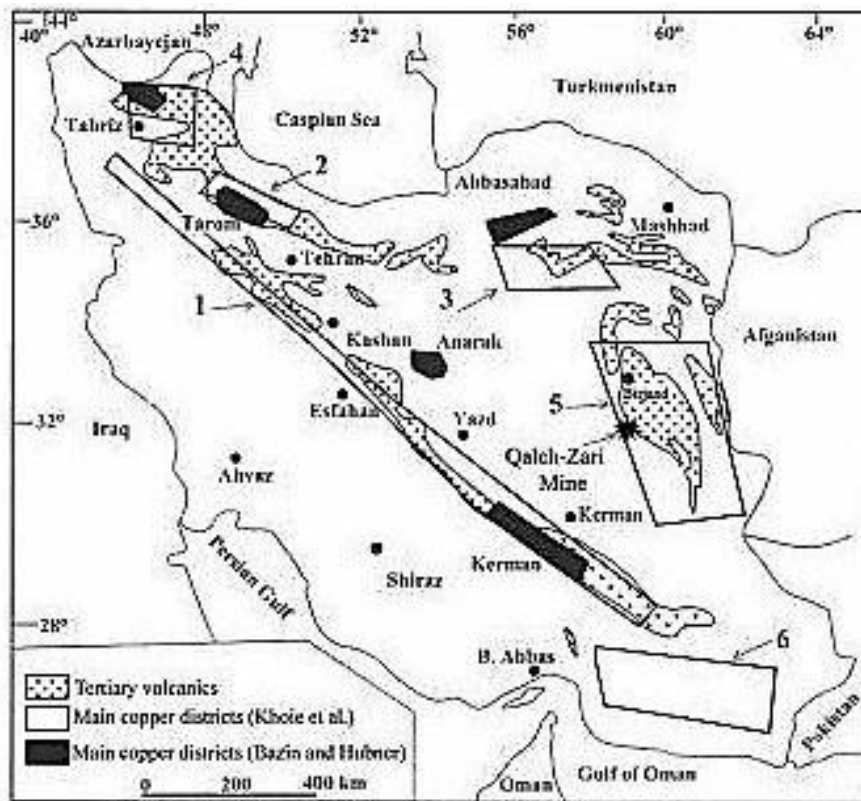 44°
40° 48 52 56 60 64
Azarbayejan
4
Turkmenistan
Caspian Sea
Tabriz
2
Abbasabad
36°
Tarom
Mashhad
Tehran
1
3
Kashan
Anarak
Afganistan
Esfahan
5
Birjand
32°
Yazd
Iraq
Qaleh-Zari
Mine
Ahvaz
Kerman
Persian Gulf
Shiraz
Kerman
28°
6
B. Abbas
Pakistan
Tertiary volcanics
Main copper districts (Khoie et al.)
Main copper districts (Bazin and Hubner)
0 200 400 km
Oman
Gulf of Oman